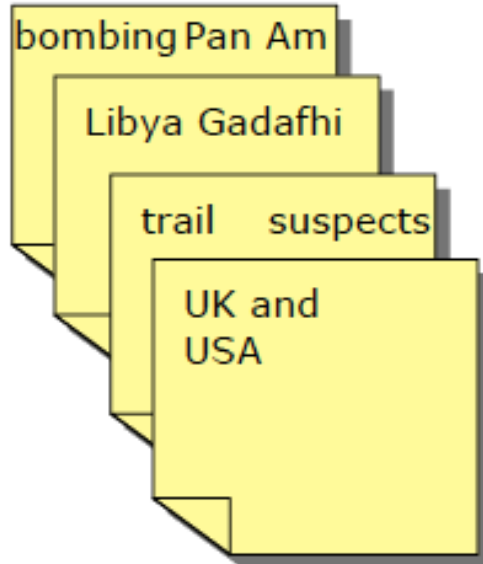 bombing Pan Am
Libya Gadafhi
trail suspects
UK and
USA